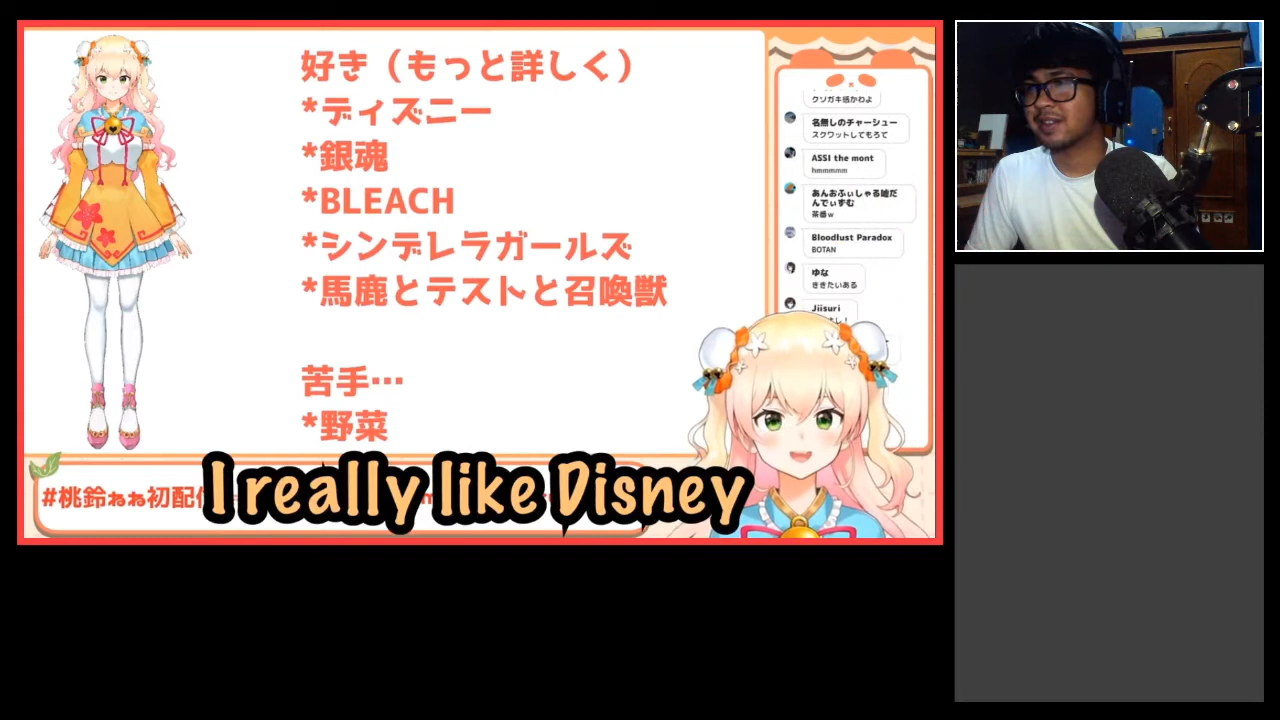 好き（もっと詳しく）
*ディズニー
*銀魂
*BLEACH
*シンデレラガールズ
*馬鹿とテストと召喚獣
苦手…
*野菜
#桃鈴ねね初配信
I really like Disney
クソガキ感かわよ
名無しのチャーシュー
スクワットしてもろて
ASSI the mont
hmmmmm
あんおふぃしゃる嘘だ
んでぃずむ
茶番w
Bloodlust Paradox
BOTAN
ゆな
ききたいある
Jiisuri